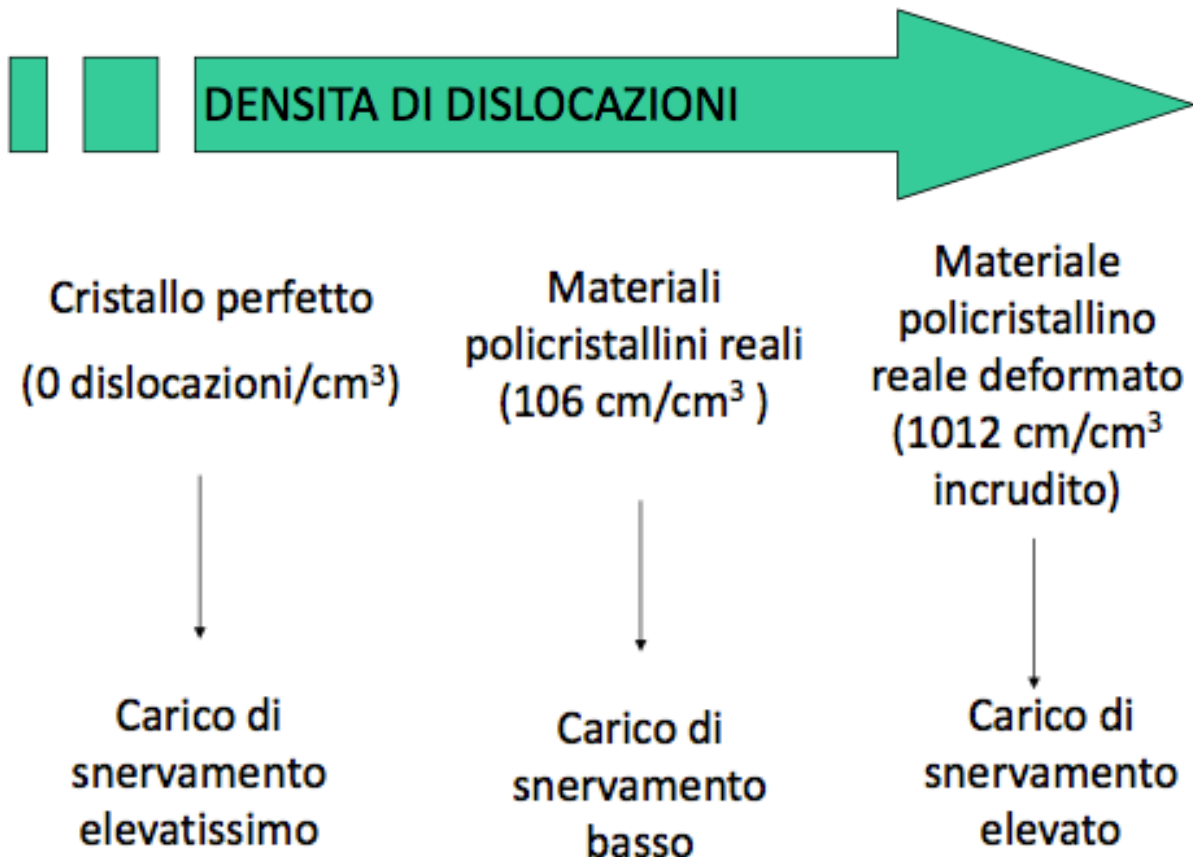 DENSITA DI DISLOCAZIONI
Cristallo perfetto
(0 dislocazioni/cm³)
Materiali
policristallini reali
(106 cm/cm³ )
Materiale
policristallino
reale deformato
(1012 cm/cm³
incrudito)
Carico di
snervamento
elevatissimo
Carico di
snervamento
basso
Carico di
snervamento
elevato